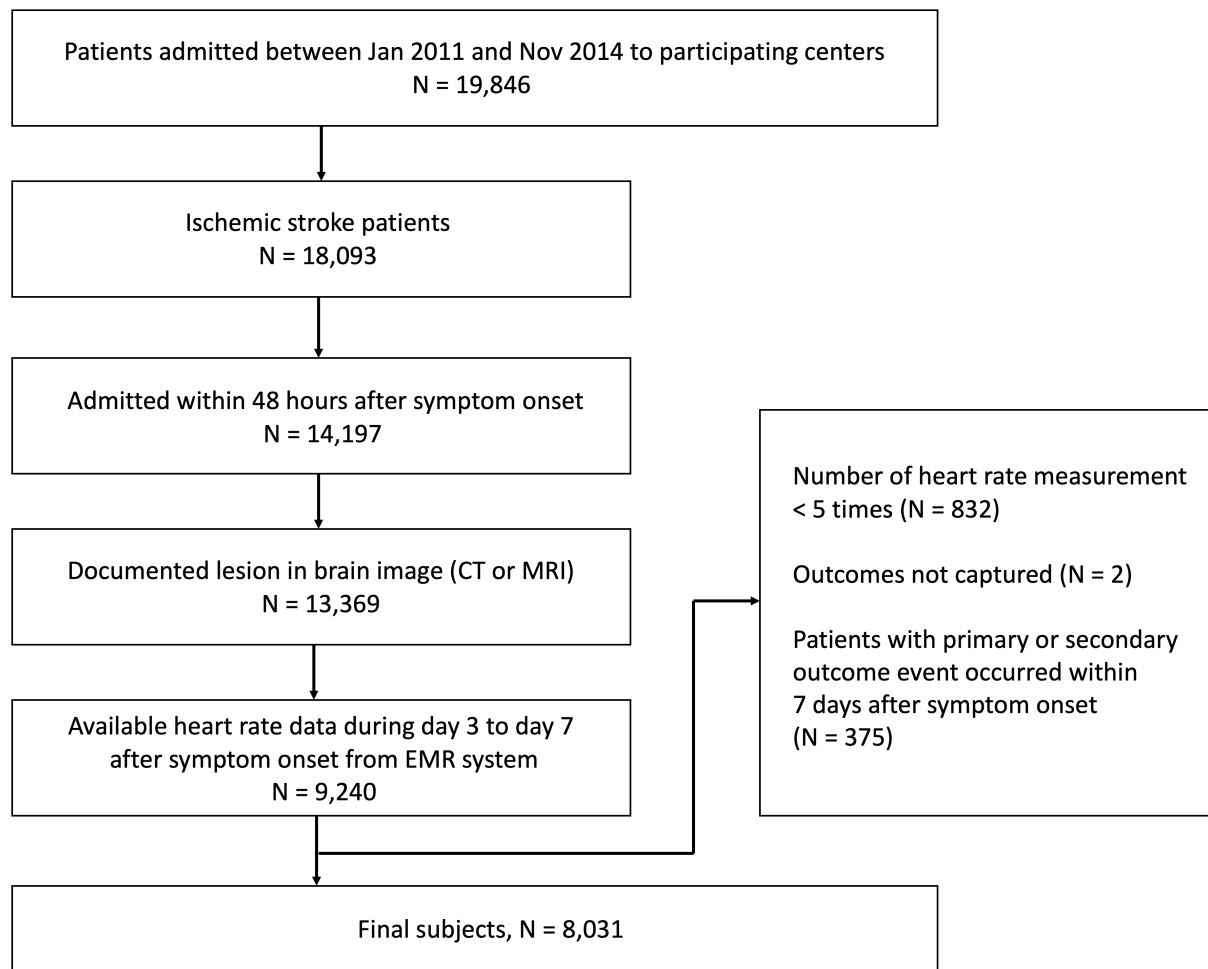 Patients admitted between Jan 2011 and Nov 2014 to participating centers
N = 19,846
Ischemic stroke patients
N = 18,093
Admitted within 48 hours after symptom onset
N = 14,197
Documented lesion in brain image (CT or MRI)
N = 13,369
Available heart rate data during day 3 to day 7
after symptom onset from EMR system
N = 9,240
Number of heart rate measurement
< 5 times (N = 832)
Outcomes not captured (N = 2)
Patients with primary or secondary
outcome event occurred within
7 days after symptom onset
(N = 375)
Final subjects, N = 8,031